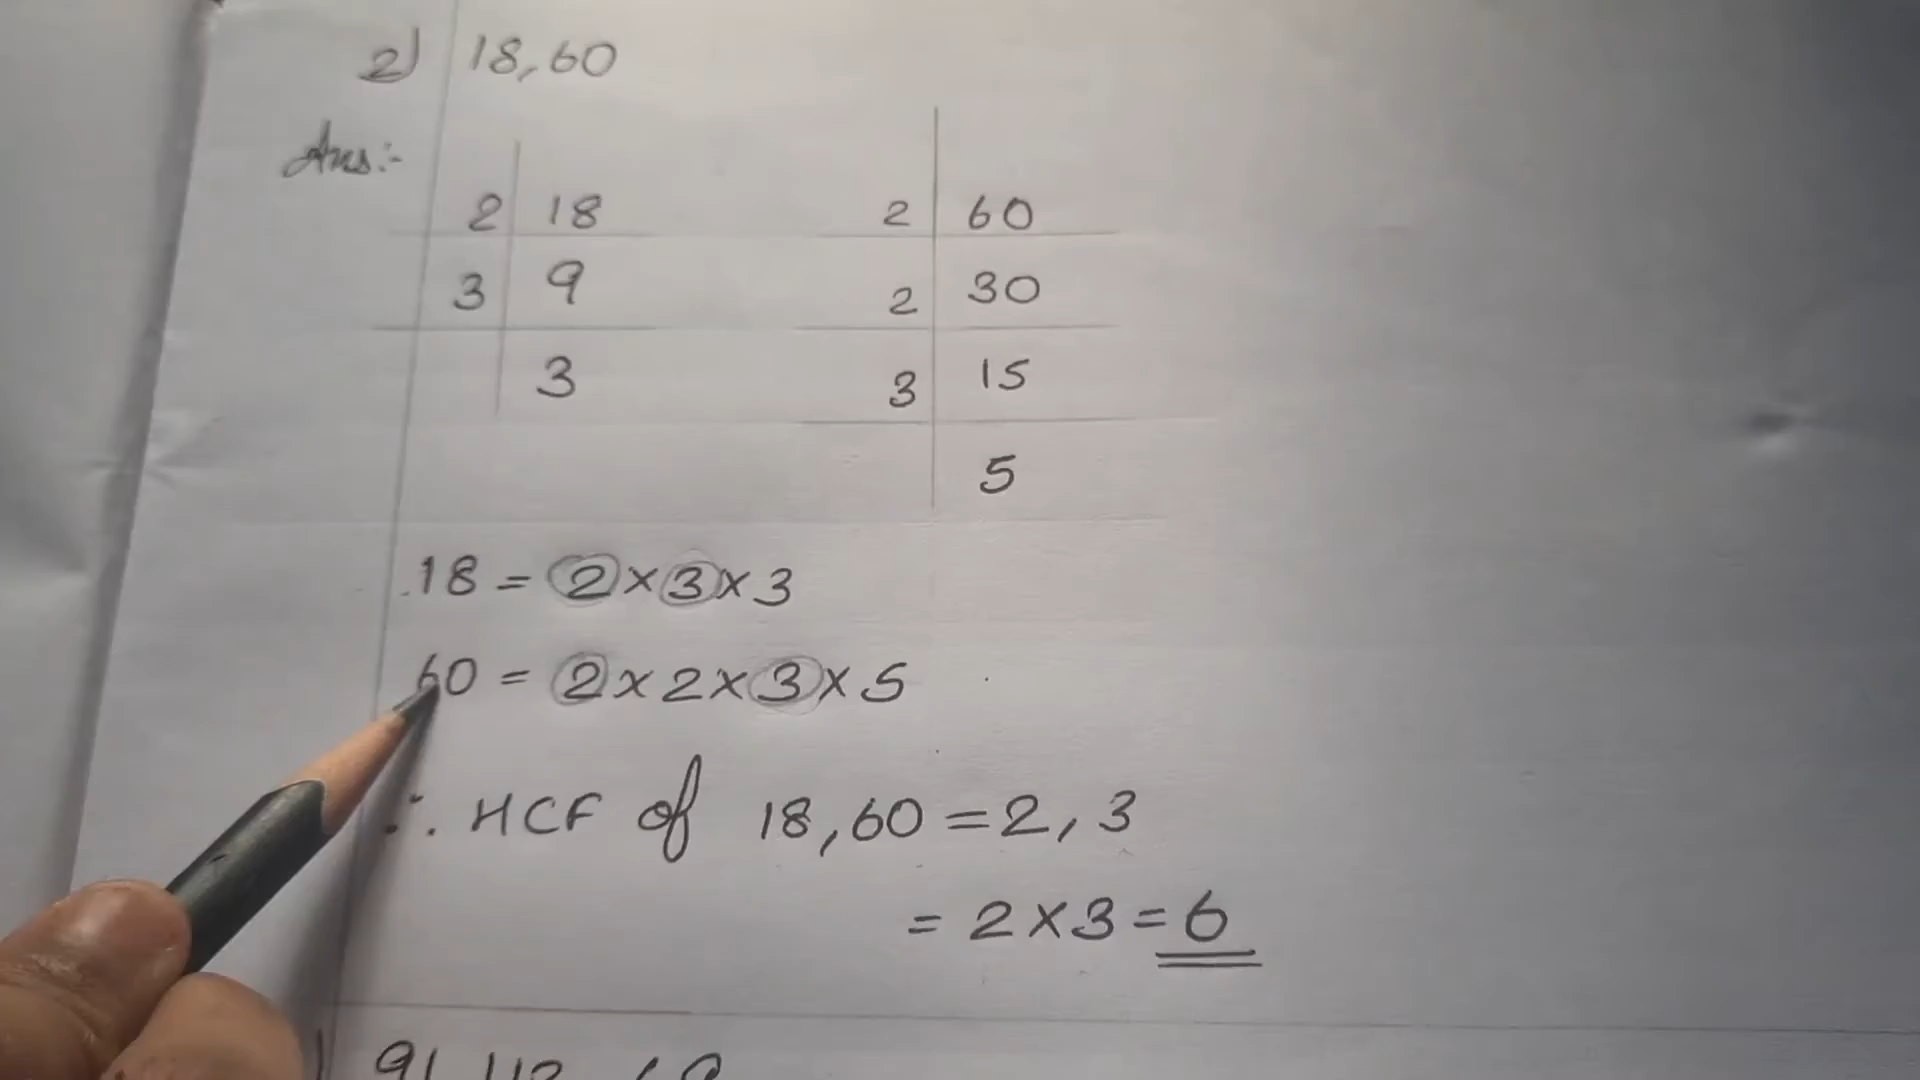 2) 18, 60
Ans:-
2 | 18 2 | 60
3 | 9 2 | 30
3 3 | 15
5
18 = 2 × 3 × 3
60 = 2 × 2 × 3 × 5
∴ HCF of 18, 60 = 2, 3
= 2 × 3 = 6